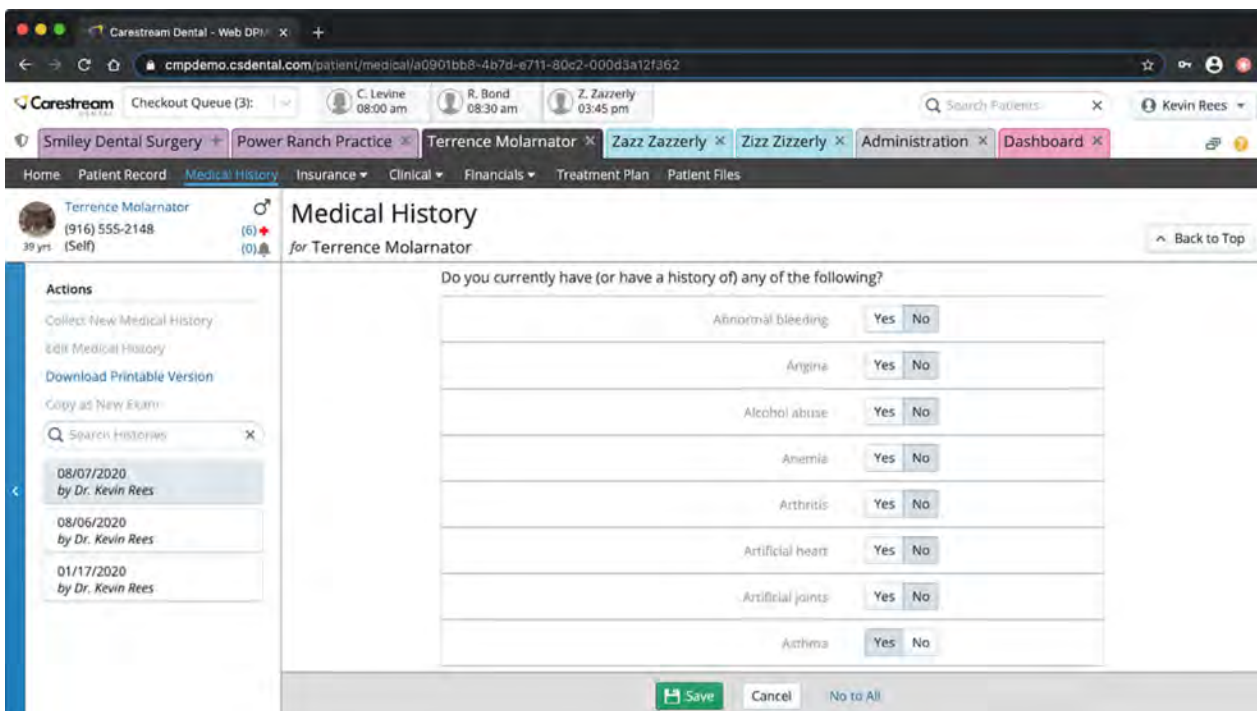 Carestream Dental - Web DPM
cmpdemo.csdental.com/patient/medical/a0901bb8-4b7d-e711-80c2-000d3a12f362
Carestream
DENTAL
Checkout Queue (3):
C. Levine
08:00 am
R. Bond
08:30 am
Z. Zazzerly
03:45 pm
Search Patients
Kevin Rees
Smiley Dental Surgery
Power Ranch Practice
Terrence Molarnator
Zazz Zazzerly
Zizz Zizzerly
Administration
Dashboard
Home Patient Record Medical History Insurance Clinical Financials Treatment Plan Patient Files
Terrence Molarnator
(916) 555-2148
(6)
39 yrs (Self)
(0)
Medical History
for Terrence Molarnator
Back to Top
Actions
Collect New Medical History
Edit Medical History
Download Printable Version
Copy as New Exam
Search Histories
08/07/2020
by Dr. Kevin Rees
08/06/2020
by Dr. Kevin Rees
01/17/2020
by Dr. Kevin Rees
Do you currently have (or have a history of) any of the following?
Abnormal bleeding Yes No
Angina Yes No
Alcohol abuse Yes No
Anemia Yes No
Arthritis Yes No
Artificial heart Yes No
Artificial joints Yes No
Asthma Yes No
Save Cancel No to All